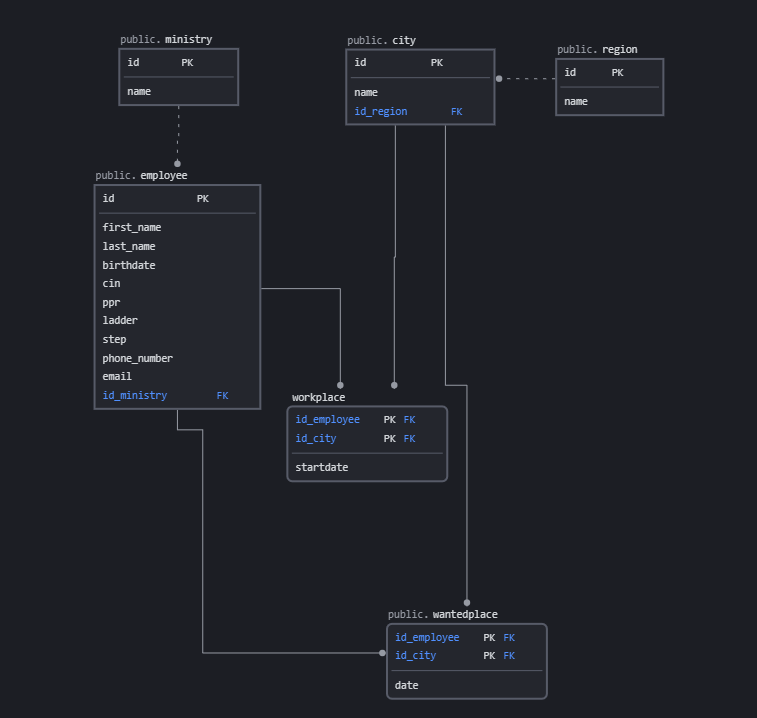 public. ministry
id PK
name
public. city
id PK
name
id_region FK
public. region
id PK
name
public. employee
id PK
first_name
last_name
birthdate
cin
ppr
ladder
step
phone_number
email
id_ministry FK
workplace
id_employee PK FK
id_city PK FK
startdate
public. wantedplace
id_employee PK FK
id_city PK FK
date